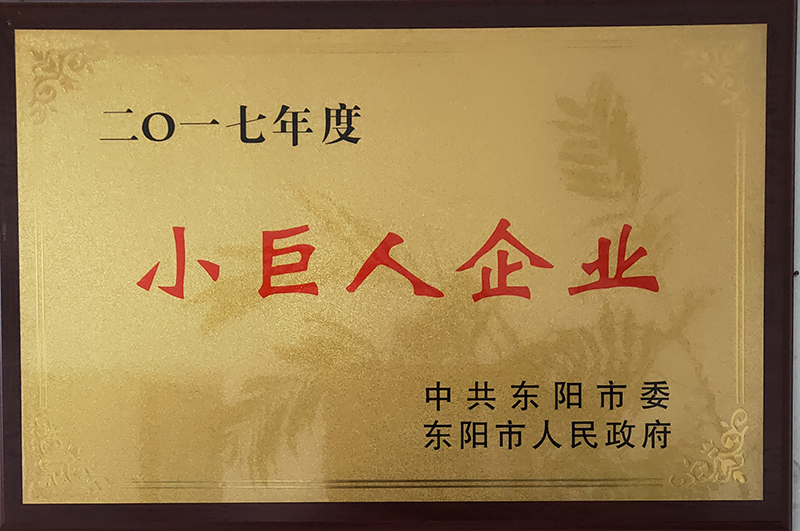 二〇一七年度
小巨人企业
中共东阳市委
东阳市人民政府